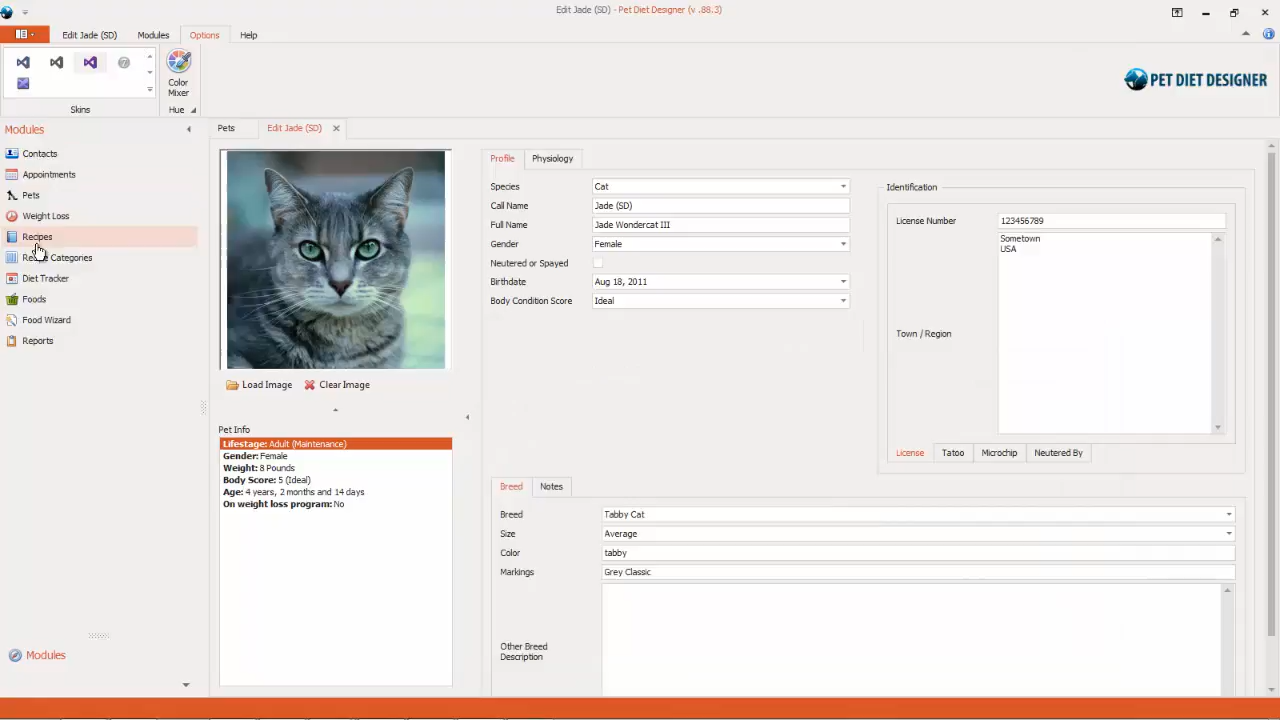 Edit Jade (SD) - Pet Diet Designer (v .88.3)
Edit Jade (SD)
Modules
Options
Help
Color Mixer
Skins
Hue
PET DIET DESIGNER
Modules
Contacts
Appointments
Pets
Weight Loss
Recipes
Categories
Diet Tracker
Foods
Food Wizard
Reports
Modules
Pets
Edit Jade (SD)
Load Image
Clear Image
Pet Info
Lifestage: Adult (Maintenance)
Gender: Female
Weight: 8 Pounds
Body Score: 5 (Ideal)
Age: 4 years, 2 months and 14 days
On weight loss program: No
Profile
Physiology
Species Cat
Call Name Jade (SD)
Full Name Jade Wondercat III
Gender Female
Neutered or Spayed
Birthdate Aug 18, 2011
Body Condition Score Ideal
Identification
License Number 123456789
Sometown
USA
Town / Region
License
Tatoo
Microchip
Neutered By
Breed
Notes
Breed Tabby Cat
Size Average
Color tabby
Markings Grey Classic
Other Breed
Description